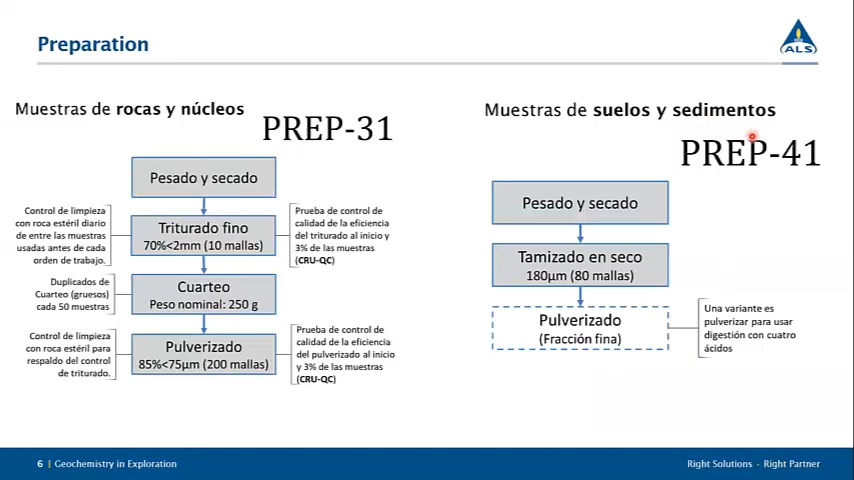 Preparation
ALS
Muestras de rocas y núcleos
PREP-31
Pesado y secado
Control de limpieza
con roca estéril diario
de entre las muestras
usadas antes de cada
orden de trabajo.
Triturado fino
70%<2mm (10 mallas)
Prueba de control de
calidad de la eficiencia
del triturado al inicio y
3% de las muestras
(CRU-QC)
Duplicados de
Cuarteo (gruesos)
cada 50 muestras
Cuarteo
Peso nominal: 250 g
Control de limpieza
con roca estéril para
respaldo del control
de triturado.
Pulverizado
85%<75µm (200 mallas)
Prueba de control de
calidad de la eficiencia
del pulverizado al inicio
y 3% de las muestras
(CRU-QC)
Muestras de suelos y sedimentos
PREP-41
Pesado y secado
Tamizado en seco
180µm (80 mallas)
Pulverizado
(Fracción fina)
Una variante es
pulverizar para usar
digestión con cuatro
ácidos
6 | Geochemistry in Exploration
Right Solutions · Right Partner